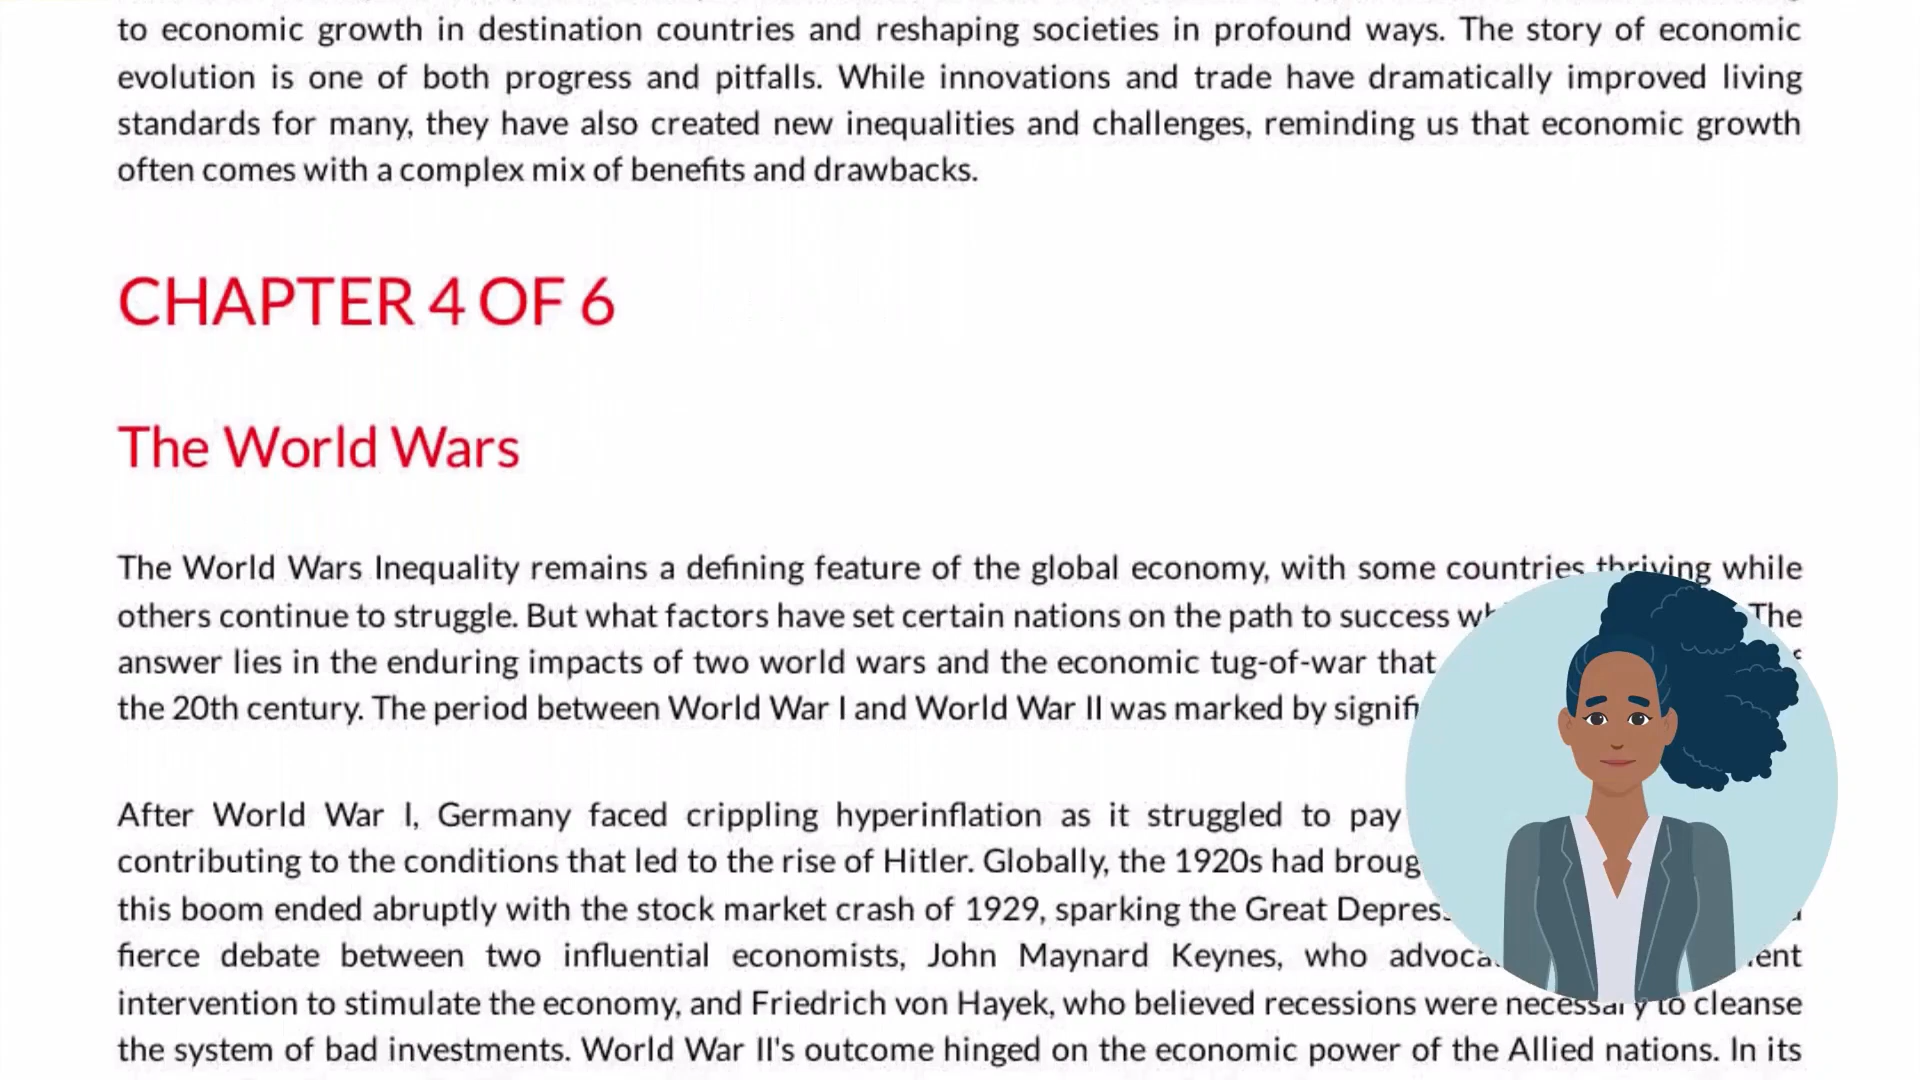 to economic growth in destination countries and reshaping societies in profound ways. The story of economic
evolution is one of both progress and pitfalls. While innovations and trade have dramatically improved living
standards for many, they have also created new inequalities and challenges, reminding us that economic growth
often comes with a complex mix of benefits and drawbacks.
CHAPTER 4 OF 6
The World Wars
The World Wars Inequality remains a defining feature of the global economy, with some countries thriving while
others continue to struggle. But what factors have set certain nations on the path to success The
answer lies in the enduring impacts of two world wars and the economic tug-of-war that
the 20th century. The period between World War I and World War II was marked by
After World War I, Germany faced crippling hyperinflation as it struggled to pay
contributing to the conditions that led to the rise of Hitler. Globally, the 1920s had
this boom ended abruptly with the stock market crash of 1929, sparking the Great
fierce debate between two influential economists, John Maynard Keynes, who
intervention to stimulate the economy, and Friedrich von Hayek, who believed recessions were necessary to cleanse
the system of bad investments. World War II's outcome hinged on the economic power of the Allied nations. In its